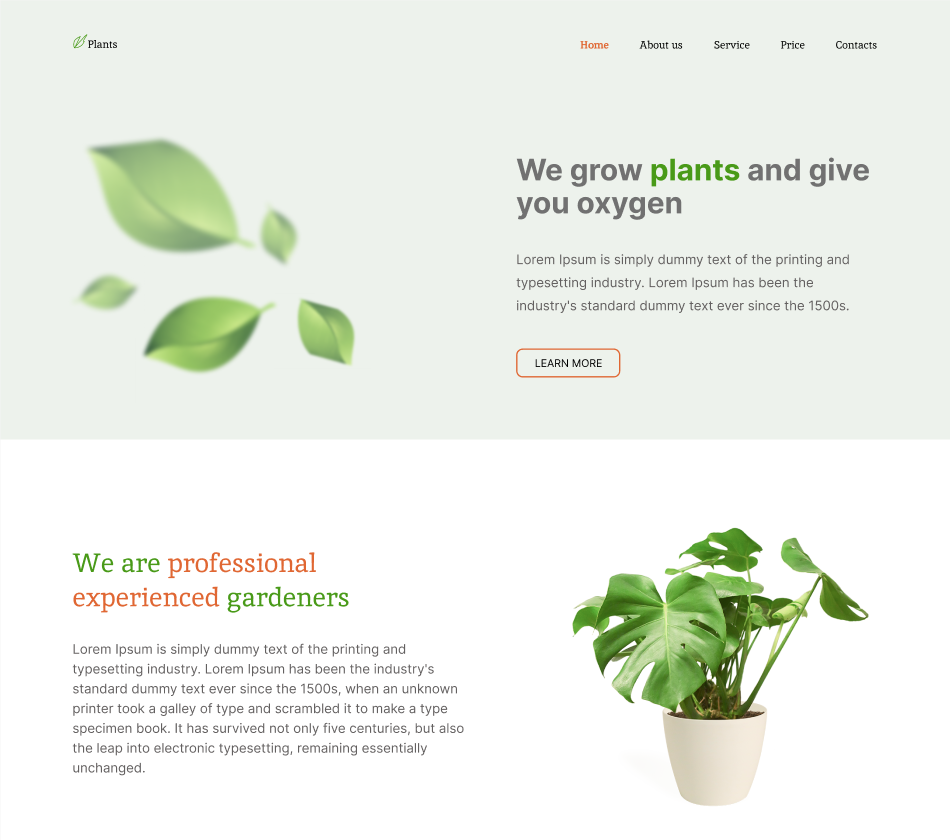 Plants
Home About us Service Price Contacts
We grow plants and give
you oxygen
Lorem Ipsum is simply dummy text of the printing and
typesetting industry. Lorem Ipsum has been the
industry's standard dummy text ever since the 1500s.
LEARN MORE
We are professional
experienced gardeners
Lorem Ipsum is simply dummy text of the printing and
typesetting industry. Lorem Ipsum has been the industry's
standard dummy text ever since the 1500s, when an unknown
printer took a galley of type and scrambled it to make a type
specimen book. It has survived not only five centuries, but also
the leap into electronic typesetting, remaining essentially
unchanged.